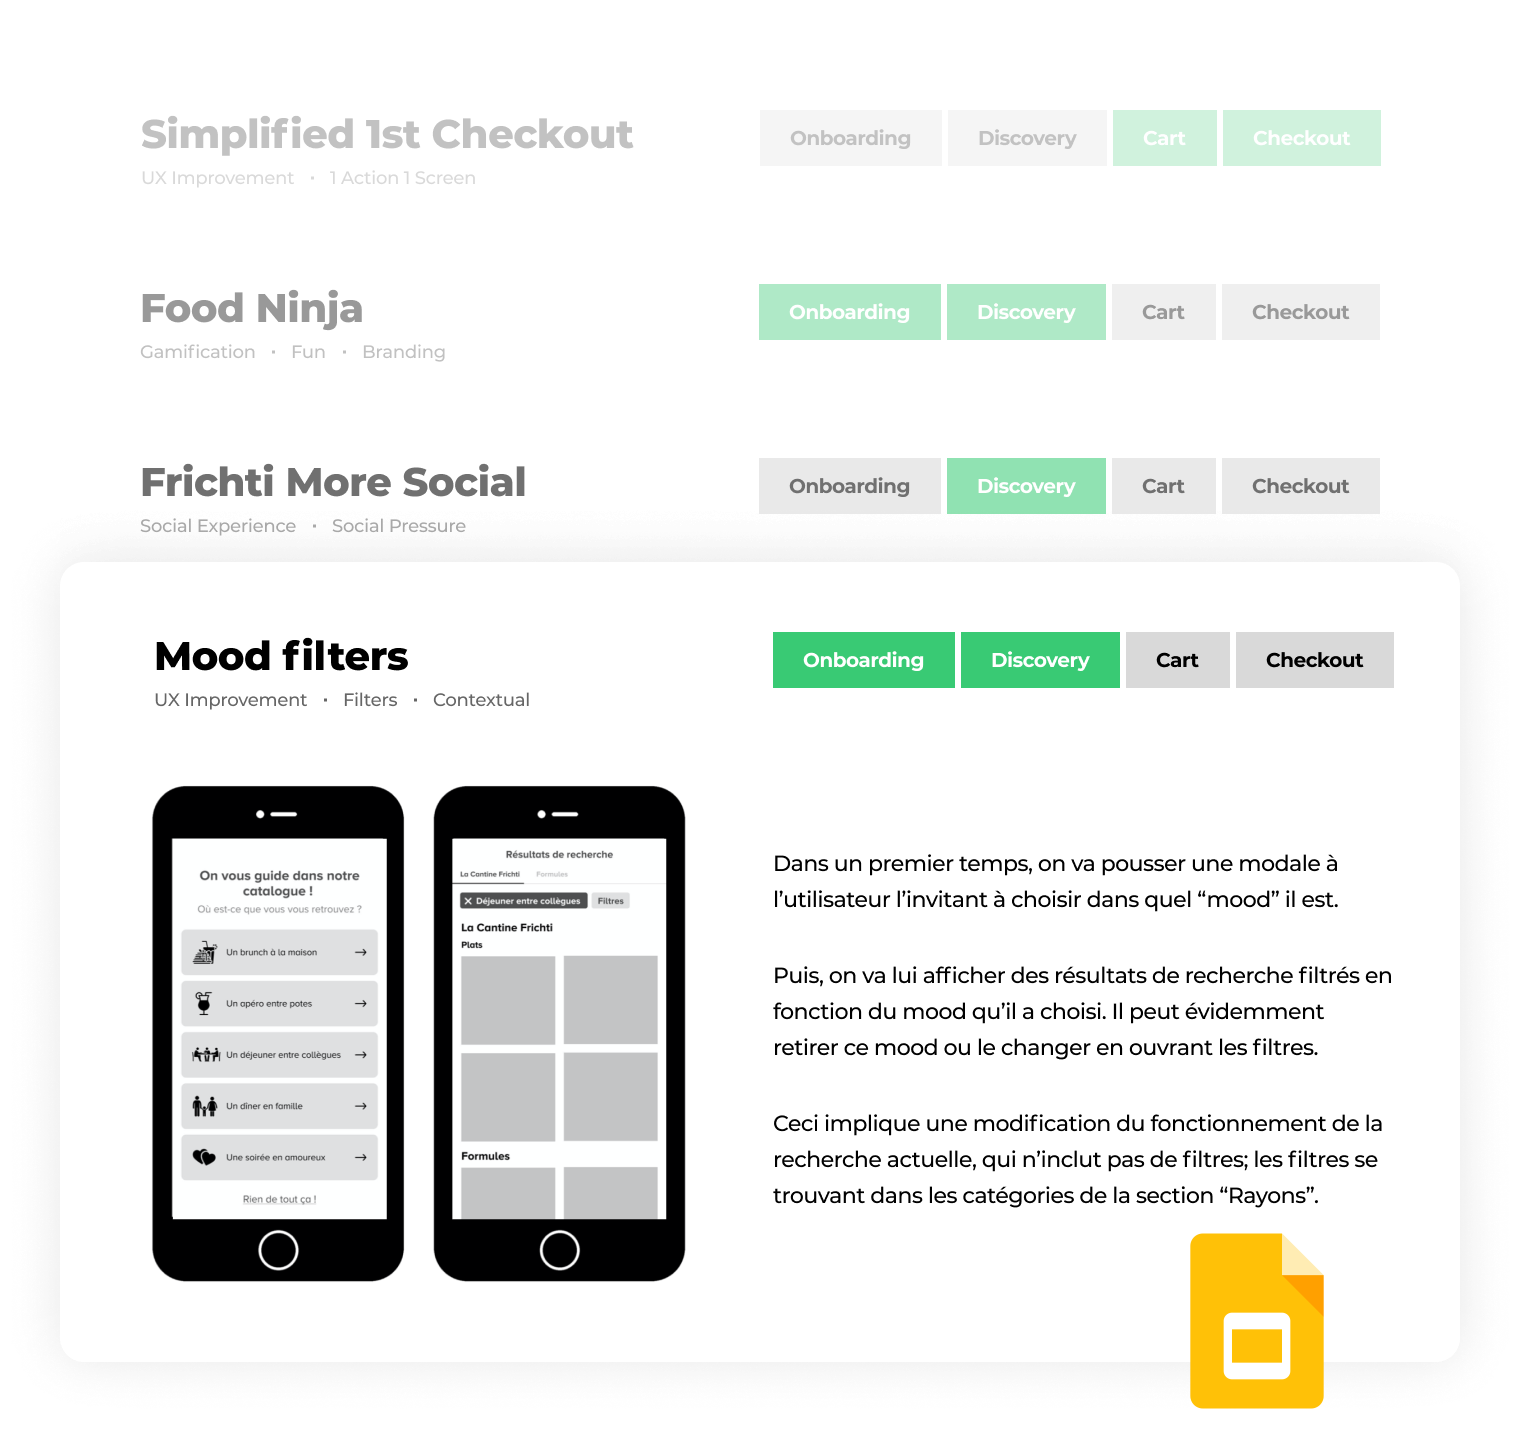 Simplified 1st Checkout
UX Improvement • 1 Action 1 Screen
Onboarding Discovery Cart Checkout
Food Ninja
Gamification • Fun • Branding
Onboarding Discovery Cart Checkout
Frichti More Social
Social Experience • Social Pressure
Onboarding Discovery Cart Checkout
Mood filters
UX Improvement • Filters • Contextual
Onboarding Discovery Cart Checkout
On vous guide dans notre
catalogue !
Où est-ce que vous vous retrouvez ?
Un brunch à la maison
Un apéro entre potes
Un déjeuner entre collègues
Un dîner en famille
Une soirée en amoureux
Rien de tout ça !
Résultats de recherche
La Cantine Frichti Formules
Déjeuner entre collègues Filtres
La Cantine Frichti
Plats
Formules
Dans un premier temps, on va pousser une modale à
l’utilisateur l’invitant à choisir dans quel “mood” il est.
Puis, on va lui afficher des résultats de recherche filtrés en
fonction du mood qu’il a choisi. Il peut évidemment
retirer ce mood ou le changer en ouvrant les filtres.
Ceci implique une modification du fonctionnement de la
recherche actuelle, qui n’inclut pas de filtres; les filtres se
trouvant dans les catégories de la section “Rayons”.